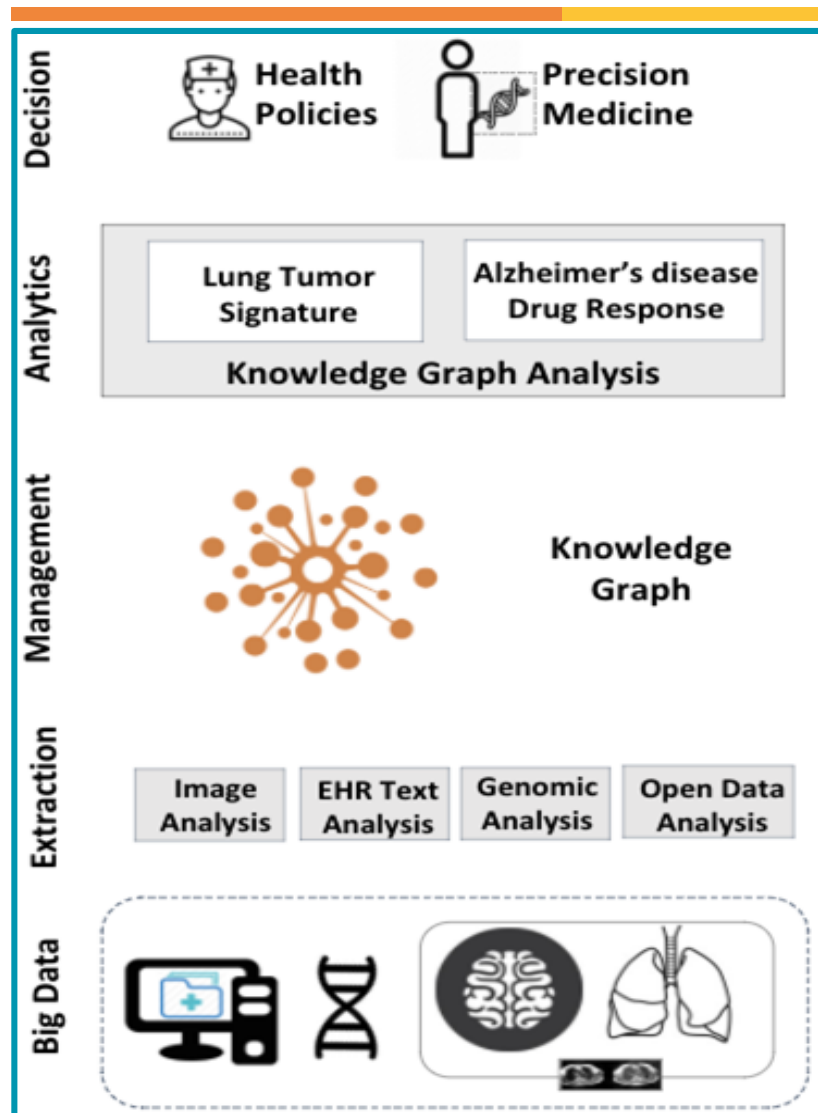 Decision
Health
Policies
Precision
Medicine
Analytics
Lung Tumor
Signature
Alzheimer’s disease
Drug Response
Knowledge Graph Analysis
Management
Knowledge
Graph
Extraction
Image
Analysis
EHR Text
Analysis
Genomic
Analysis
Open Data
Analysis
Big Data